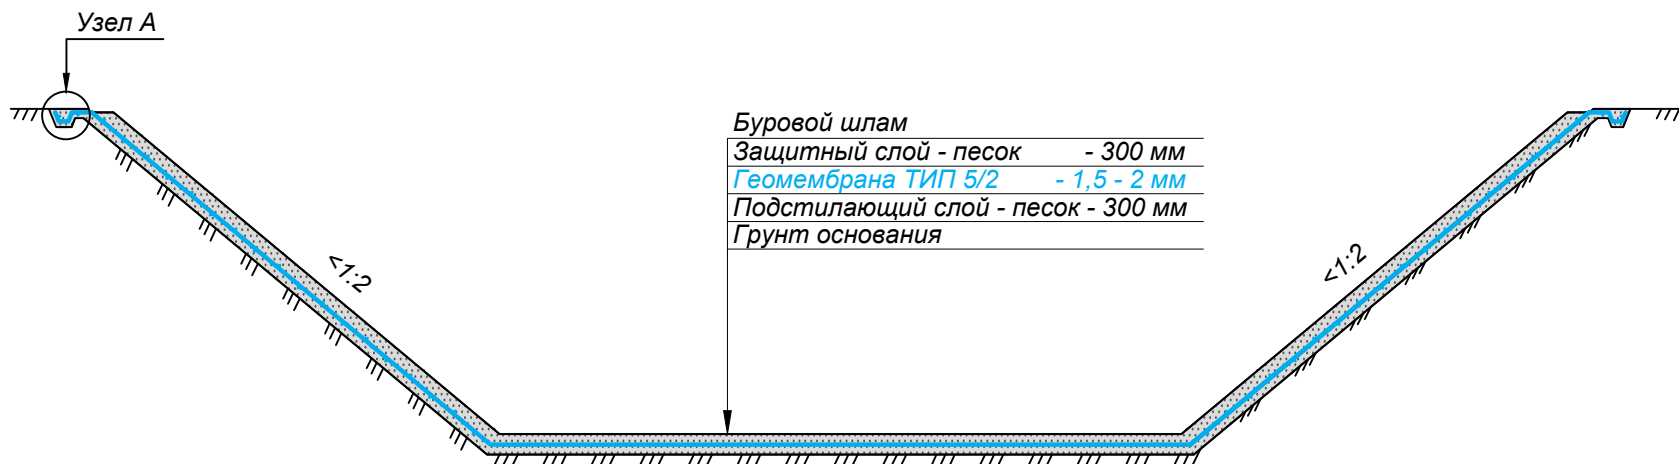 Узел А
Буровой шлам
Защитный слой - песок - 300 мм
Геомембрана ТИП 5/2 - 1,5 - 2 мм
Подстилающий слой - песок - 300 мм
Грунт основания
<1:2
<1:2